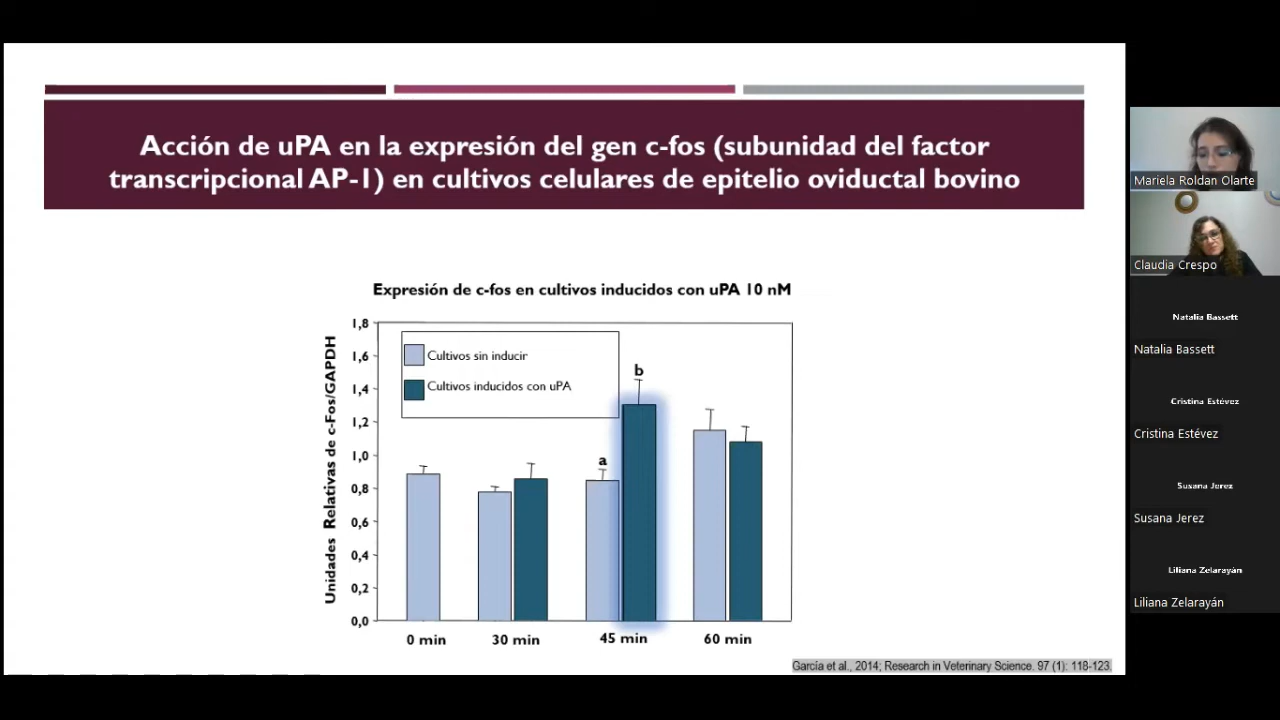 Acción de uPA en la expresión del gen c-fos (subunidad del factor
transcripcional AP-1) en cultivos celulares de epitelio oviductal bovino
Expresión de c-fos en cultivos inducidos con uPA 10 nM
Unidades Relativas de c-Fos/GAPDH
1,8
1,6
1,4
1,2
1,0
0,8
0,6
0,4
0,2
0,0
Cultivos sin inducir
Cultivos inducidos con uPA
a
b
0 min
30 min
45 min
60 min
García et al., 2014; Research in Veterinary Science. 97 (1): 118-123.
Mariela Roldan Olarte
Claudia Crespo
Natalia Bassett
Natalia Bassett
Cristina Estévez
Cristina Estévez
Susana Jerez
Susana Jerez
Liliana Zelarayán
Liliana Zelarayán